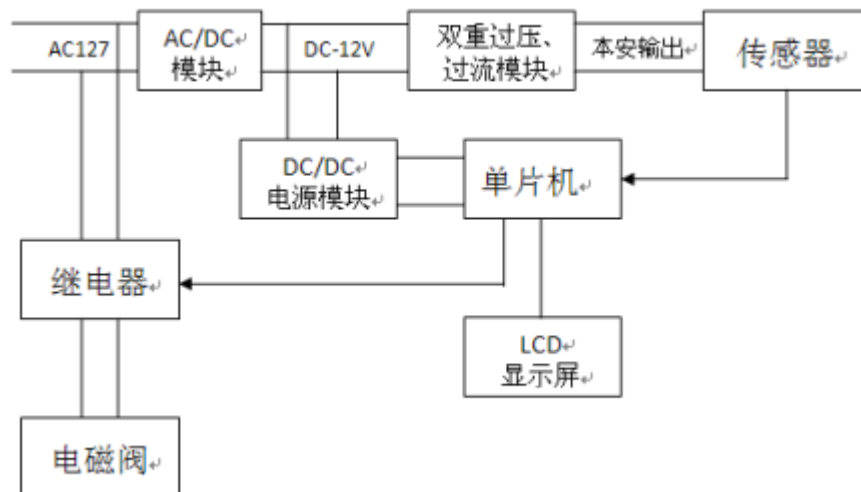 AC127
AC/DC
模块
DC-12V
双重过压、
过流模块
本安输出
传感器
DC/DC
电源模块
单片机
继电器
LCD
显示屏
电磁阀